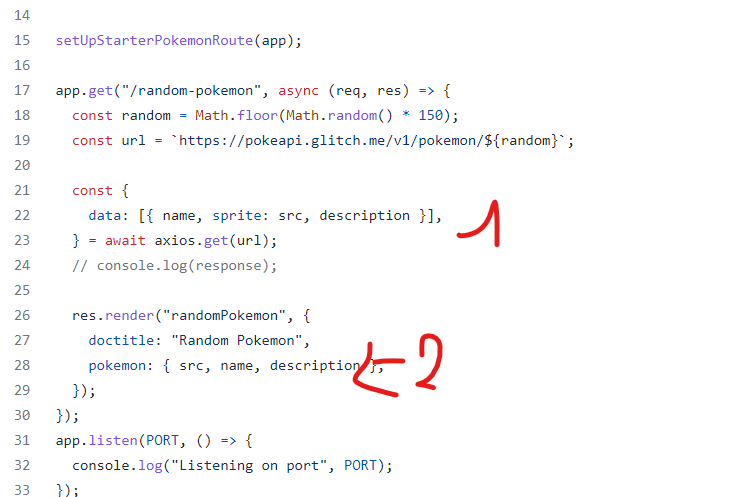 14
15 setUpStarterPokemonRoute(app);
16
17 app.get("/random-pokemon", async (req, res) => {
18 const random = Math.floor(Math.random() * 150);
19 const url = `https://pokeapi.glitch.me/v1/pokemon/${random}`;
20
21 const {
22 data: [{ name, sprite: src, description }],
23 } = await axios.get(url);
1
24 // console.log(response);
25
26 res.render("randomPokemon", {
27 doctitle: "Random Pokemon",
28 pokemon: { src, name, description },
2
29 });
30 });
31 app.listen(PORT, () => {
32 console.log("Listening on port", PORT);
33 });